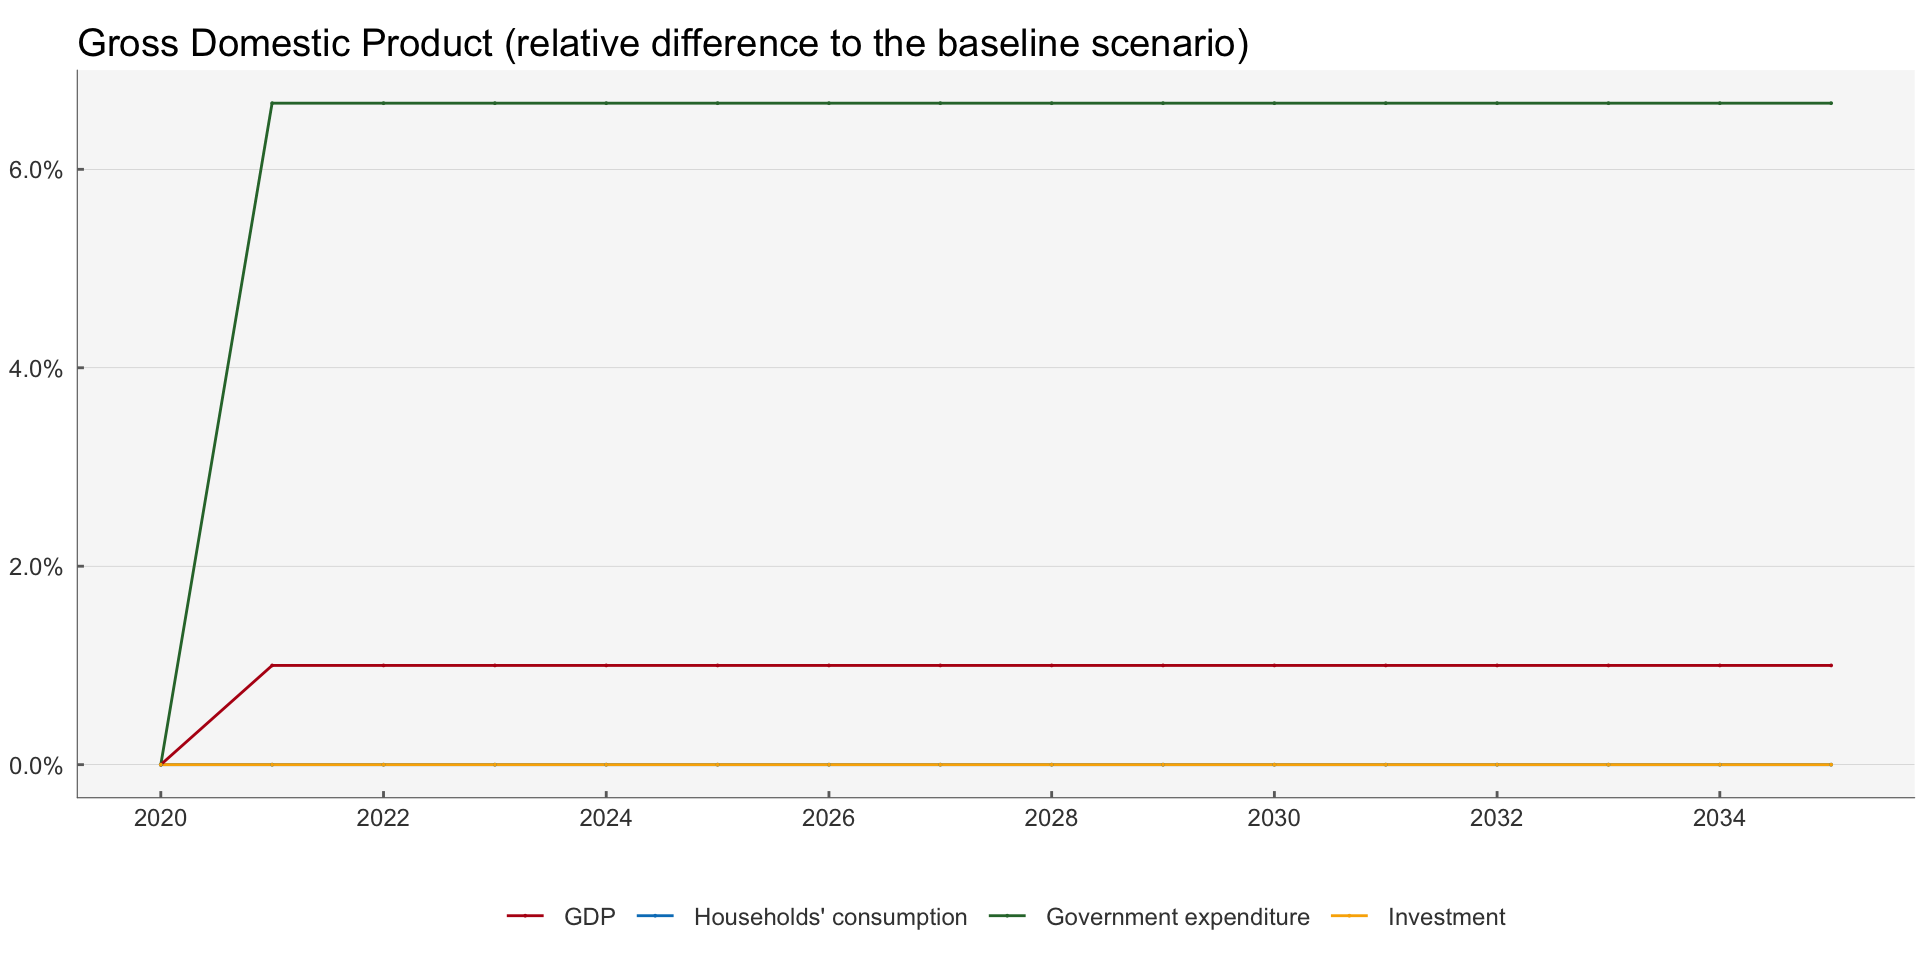 Gross Domestic Product (relative difference to the baseline scenario)
6.0%
4.0%
2.0%
0.0%
2020 2022 2024 2026 2028 2030 2032 2034
GDP Households' consumption Government expenditure Investment